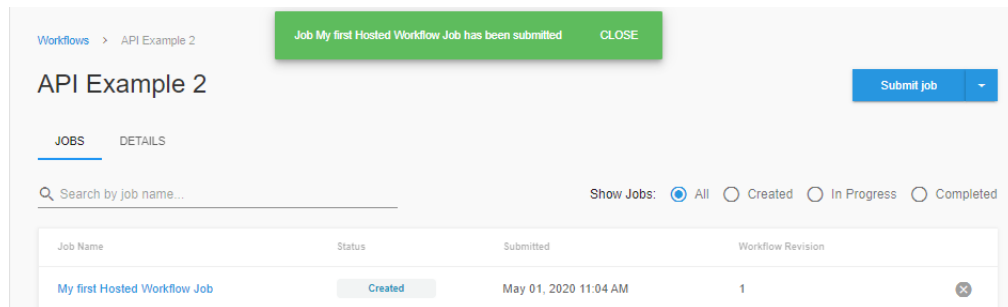 Job My first Hosted Workflow Job has been submitted CLOSE
Workflows > API Example 2
API Example 2
Submit job
JOBS DETAILS
Search by job name...
Show Jobs: All Created In Progress Completed
Job Name Status Submitted Workflow Revision
My first Hosted Workflow Job Created May 01, 2020 11:04 AM 1